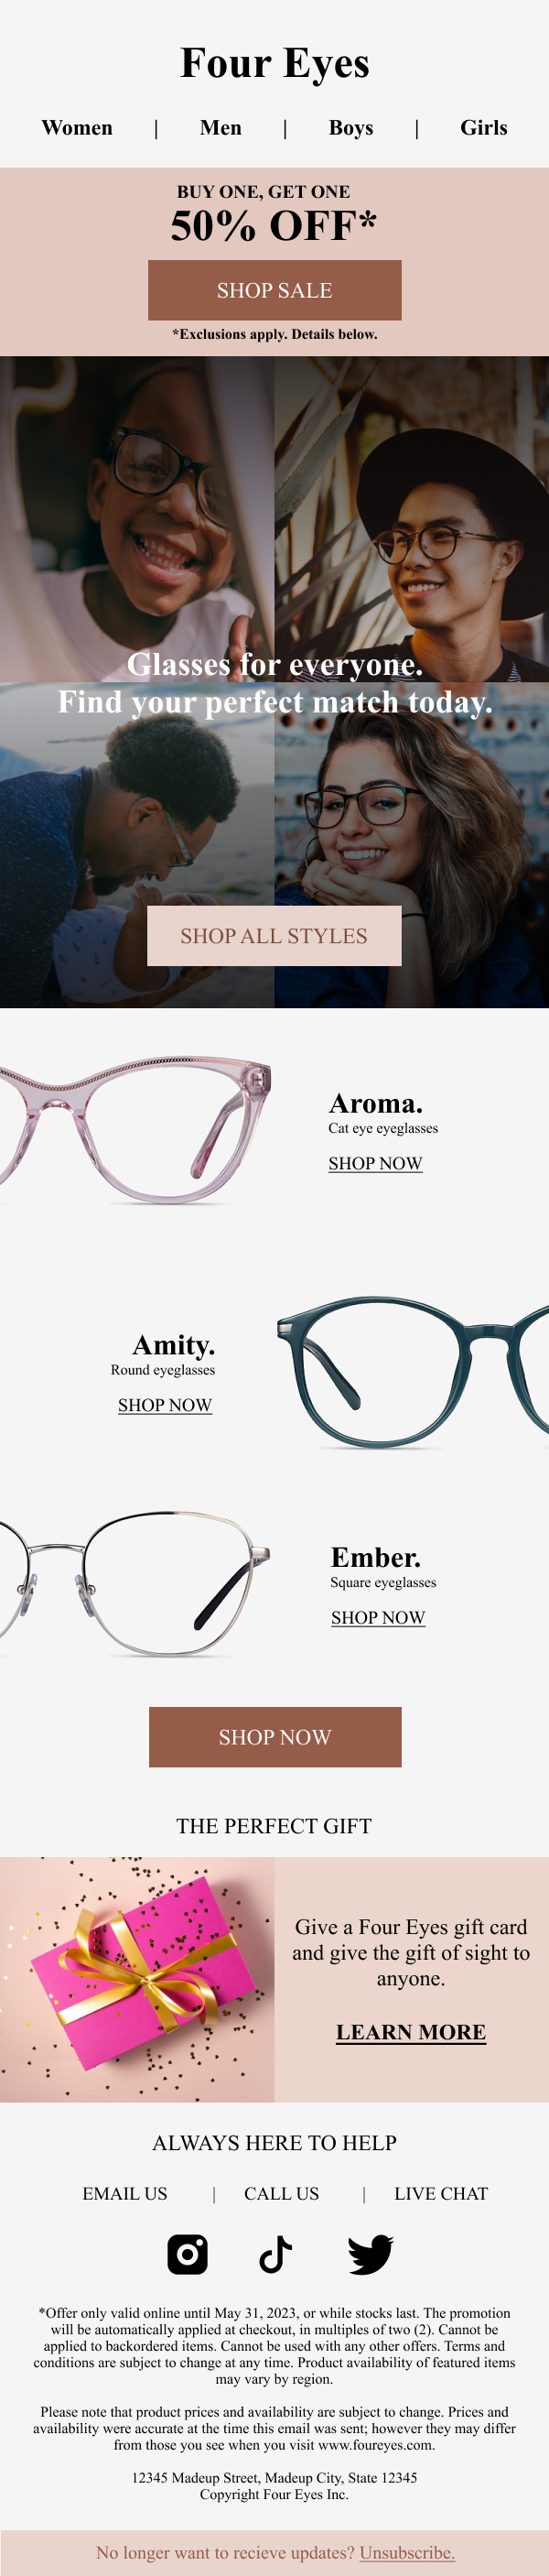 Four Eyes
Women | Men | Boys | Girls
BUY ONE, GET ONE
50% OFF*
SHOP SALE
*Exclusions apply. Details below.
Glasses for everyone.
Find your perfect match today.
SHOP ALL STYLES
Aroma.
Cat eye eyeglasses
SHOP NOW
Amity.
Round eyeglasses
SHOP NOW
Ember.
Square eyeglasses
SHOP NOW
SHOP NOW
THE PERFECT GIFT
Give a Four Eyes gift card
and give the gift of sight to
anyone.
LEARN MORE
ALWAYS HERE TO HELP
EMAIL US | CALL US | LIVE CHAT
*Offer only valid online until May 31, 2023, or while stocks last. The promotion
will be automatically applied at checkout, in multiples of two (2). Cannot be
applied to backordered items. Cannot be used with any other offers. Terms and
conditions are subject to change at any time. Product availability of featured items
may vary by region.
Please note that product prices and availability are subject to change. Prices and
availability were accurate at the time this email was sent; however they may differ
from those you see when you visit www.foureyes.com.
12345 Madeup Street, Madeup City, State 12345
Copyright Four Eyes Inc.
No longer want to recieve updates? Unsubscribe.